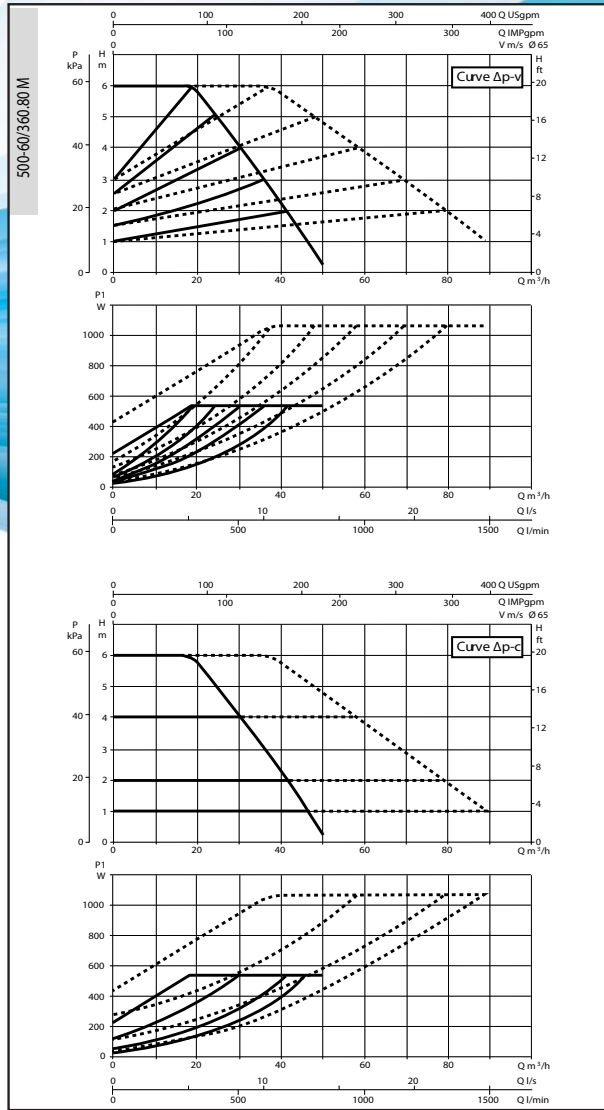 500-60/360.80 M
0 100 200 300 400 Q USgpm
0 100 200 300 Q IMPgpm
0 V m/s Ø 65
P kPa H m H ft
Curve Δp-v
60 6 20
5 16
40 4 12
3 8
20 2
1 4
0 0
0 20 40 60 80 Q m³/h
P1
W
1000
800
600
400
200
0
0 20 40 60 80 Q m³/h
0 10 20 Q l/s
0 500 1000 1500 Q l/min
0 100 200 300 400 Q USgpm
0 100 200 300 Q IMPgpm
0 V m/s Ø 65
P kPa H m H ft
Curve Δp-c
60 6 20
5 16
40 4 12
3 8
20 2
1 4
0 0
0 20 40 60 80 Q m³/h
P1
W
1000
800
600
400
200
0
0 20 40 60 80 Q m³/h
0 10 20 Q l/s
0 500 1000 1500 Q l/min